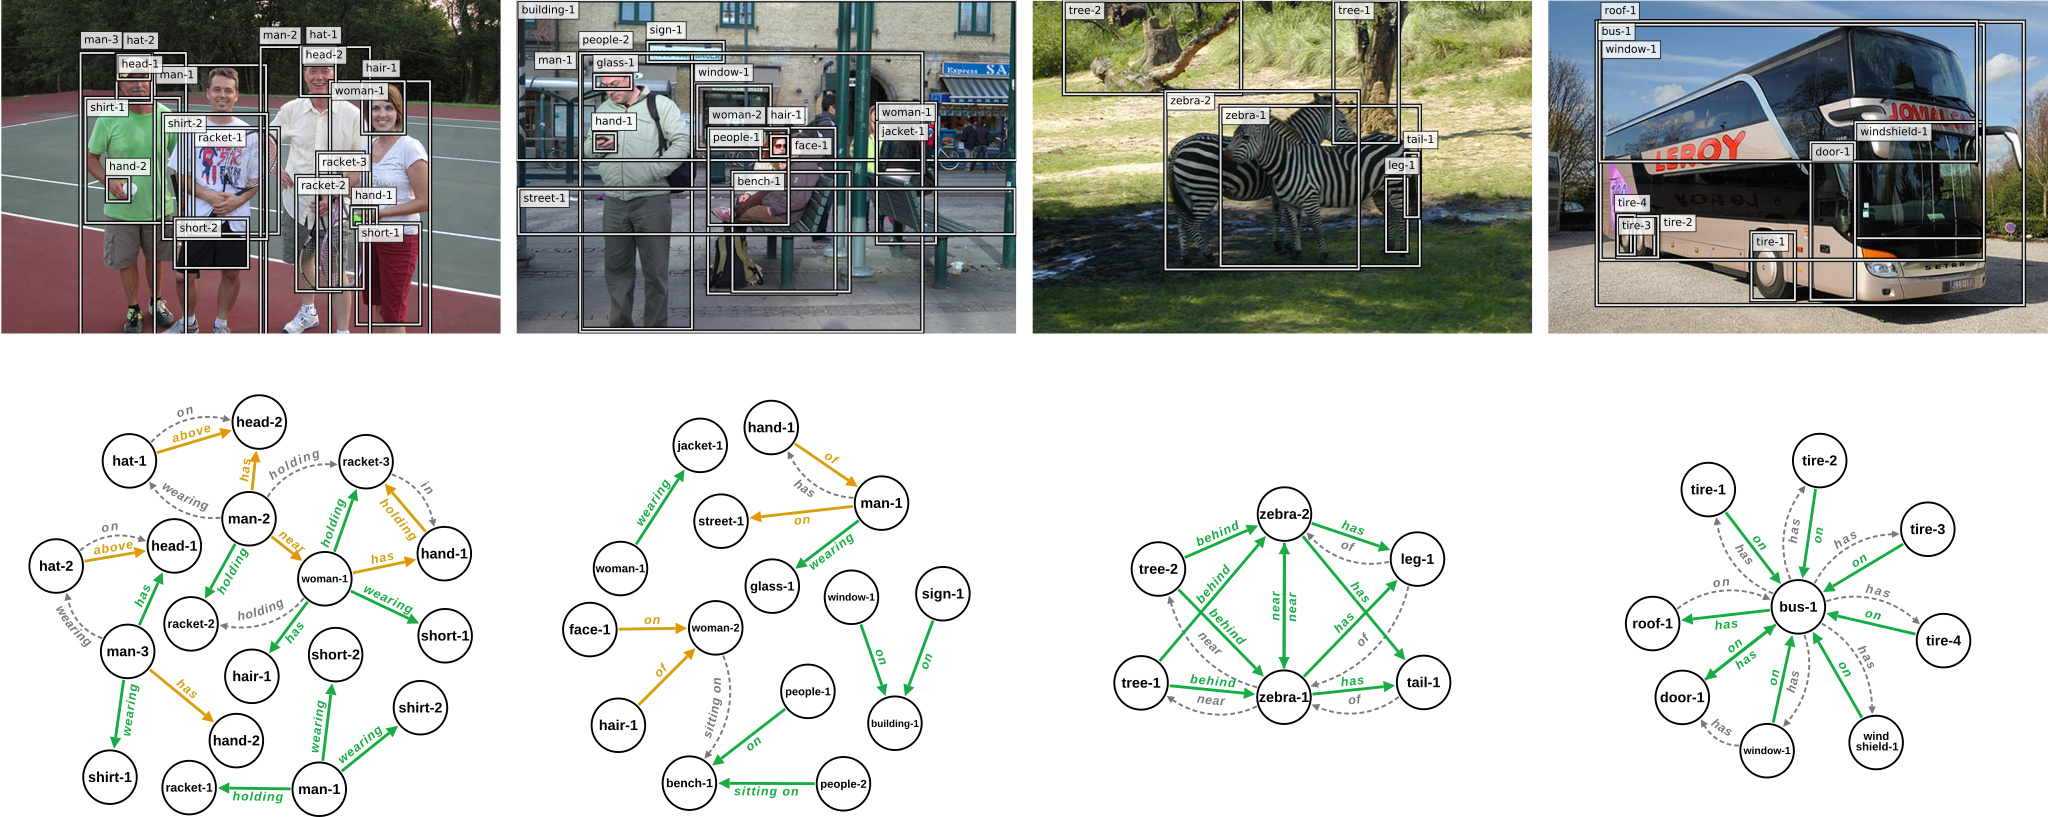 man-3
hat-2
man-2
hat-1
head-1
man-1
head-2
hair-1
shirt-1
woman-1
shirt-2
racket-1
hand-2
racket-3
racket-2
hand-1
short-2
short-1
building-1
sign-1
people-2
man-1
glass-1
window-1
Express SA
hand-1
woman-2
hair-1
woman-1
people-1
face-1
jacket-1
bench-1
street-1
tree-2
tree-1
zebra-2
zebra-1
tail-1
leg-1
roof-1
bus-1
window-1
windshield-1
door-1
LEROY
tire-4
tire-3
tire-2
tire-1
SETRA
on
above
head-2
hat-1
has
holding
racket-3
wearing
man-2
in
holding
near
holding
hand-1
on
above
head-1
hat-2
has
holding
has
woman-1
wearing
wearing
racket-2
holding
has
short-1
man-3
hair-1
short-2
has
wearing
hand-2
wearing
shirt-2
wearing
shirt-1
racket-1
holding
man-1
jacket-1
hand-1
of
has
man-1
wearing
street-1
on
wearing
woman-1
glass-1
window-1
sign-1
face-1
on
woman-2
of
on
on
hair-1
sitting on
people-1
building-1
on
bench-1
sitting on
people-2
zebra-2
behind
has
of
leg-1
tree-2
behind
behind
near
near
has
has
of
near
tree-1
behind
near
zebra-1
has
of
tail-1
tire-2
tire-1
tire-3
on
has
has
on
has
on
bus-1
has
on
tire-4
roof-1
on
has
on
has
door-1
on
has
on
has
has
window-1
wind
shield-1